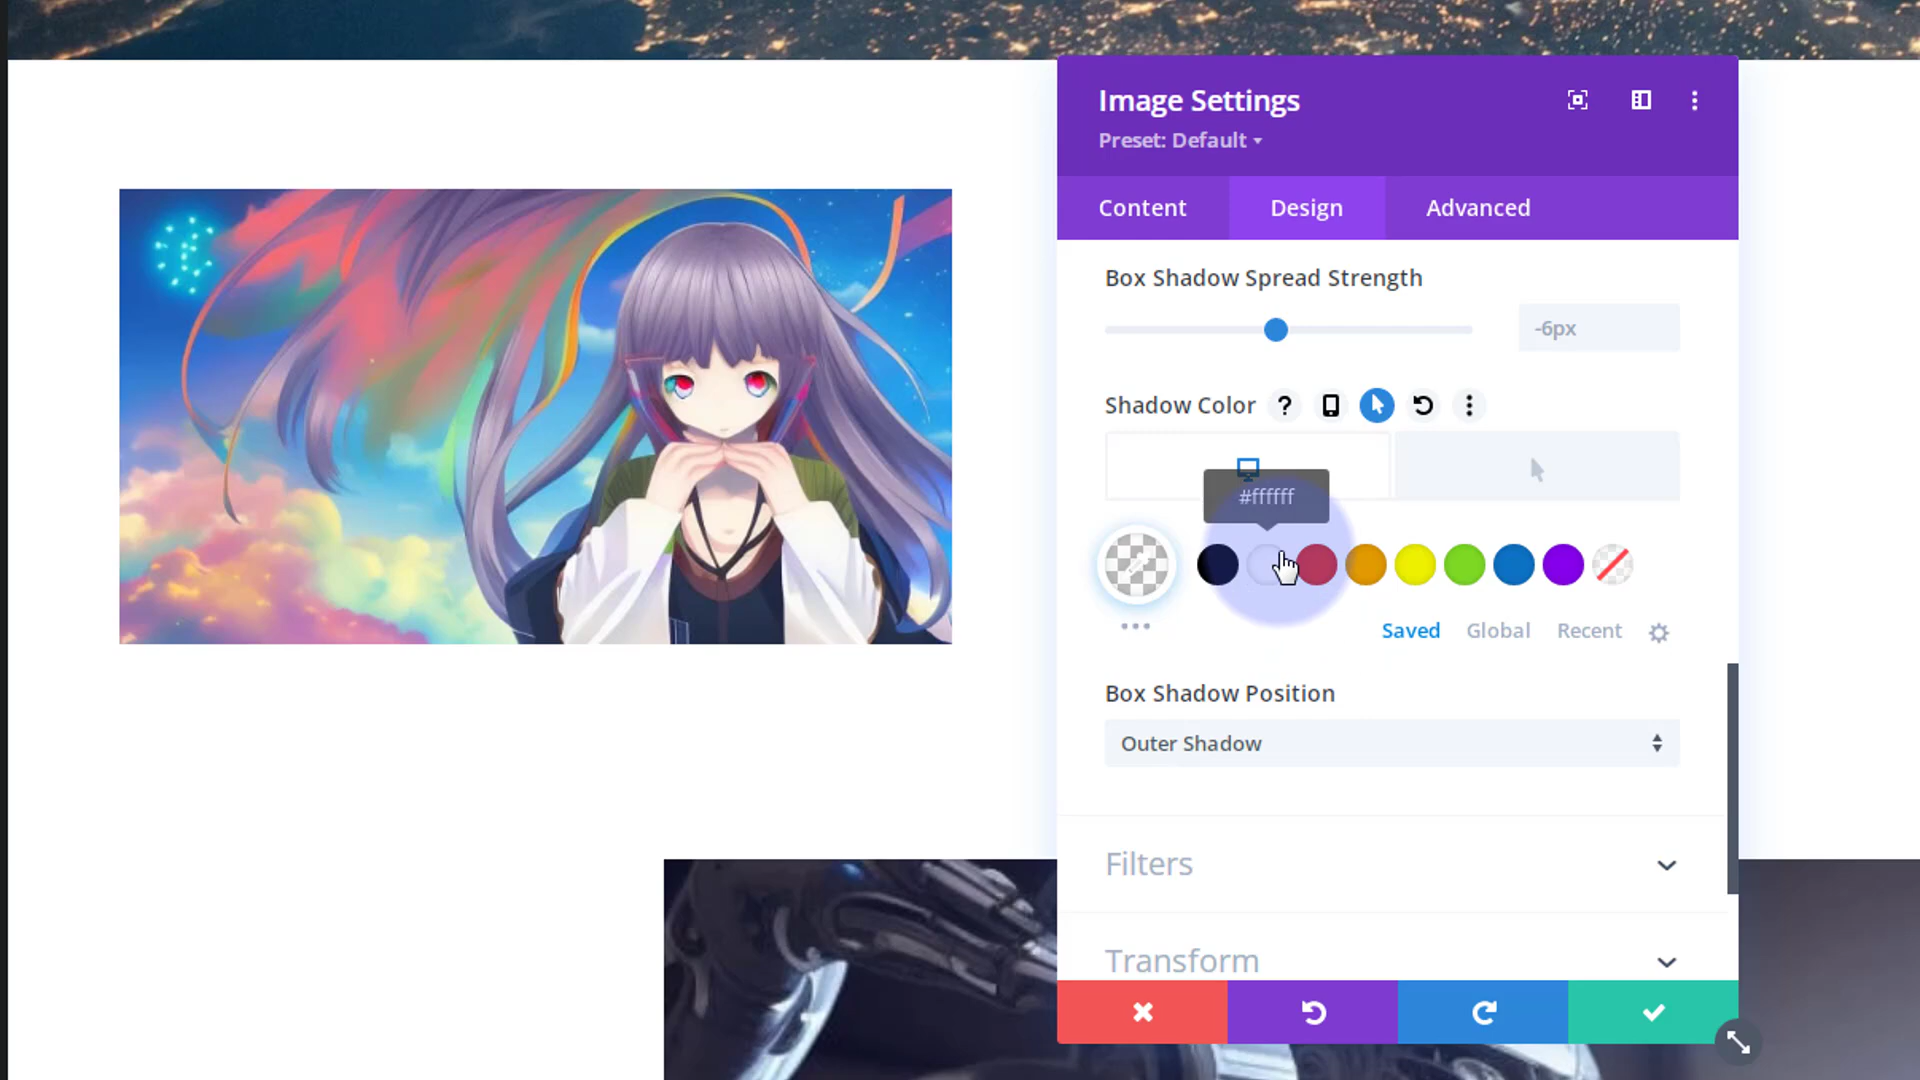 Image Settings
Preset: Default
Content Design Advanced
Box Shadow Spread Strength
-6px
Shadow Color ?
#ffffff
Saved Global Recent
Box Shadow Position
Outer Shadow
Filters
Transform